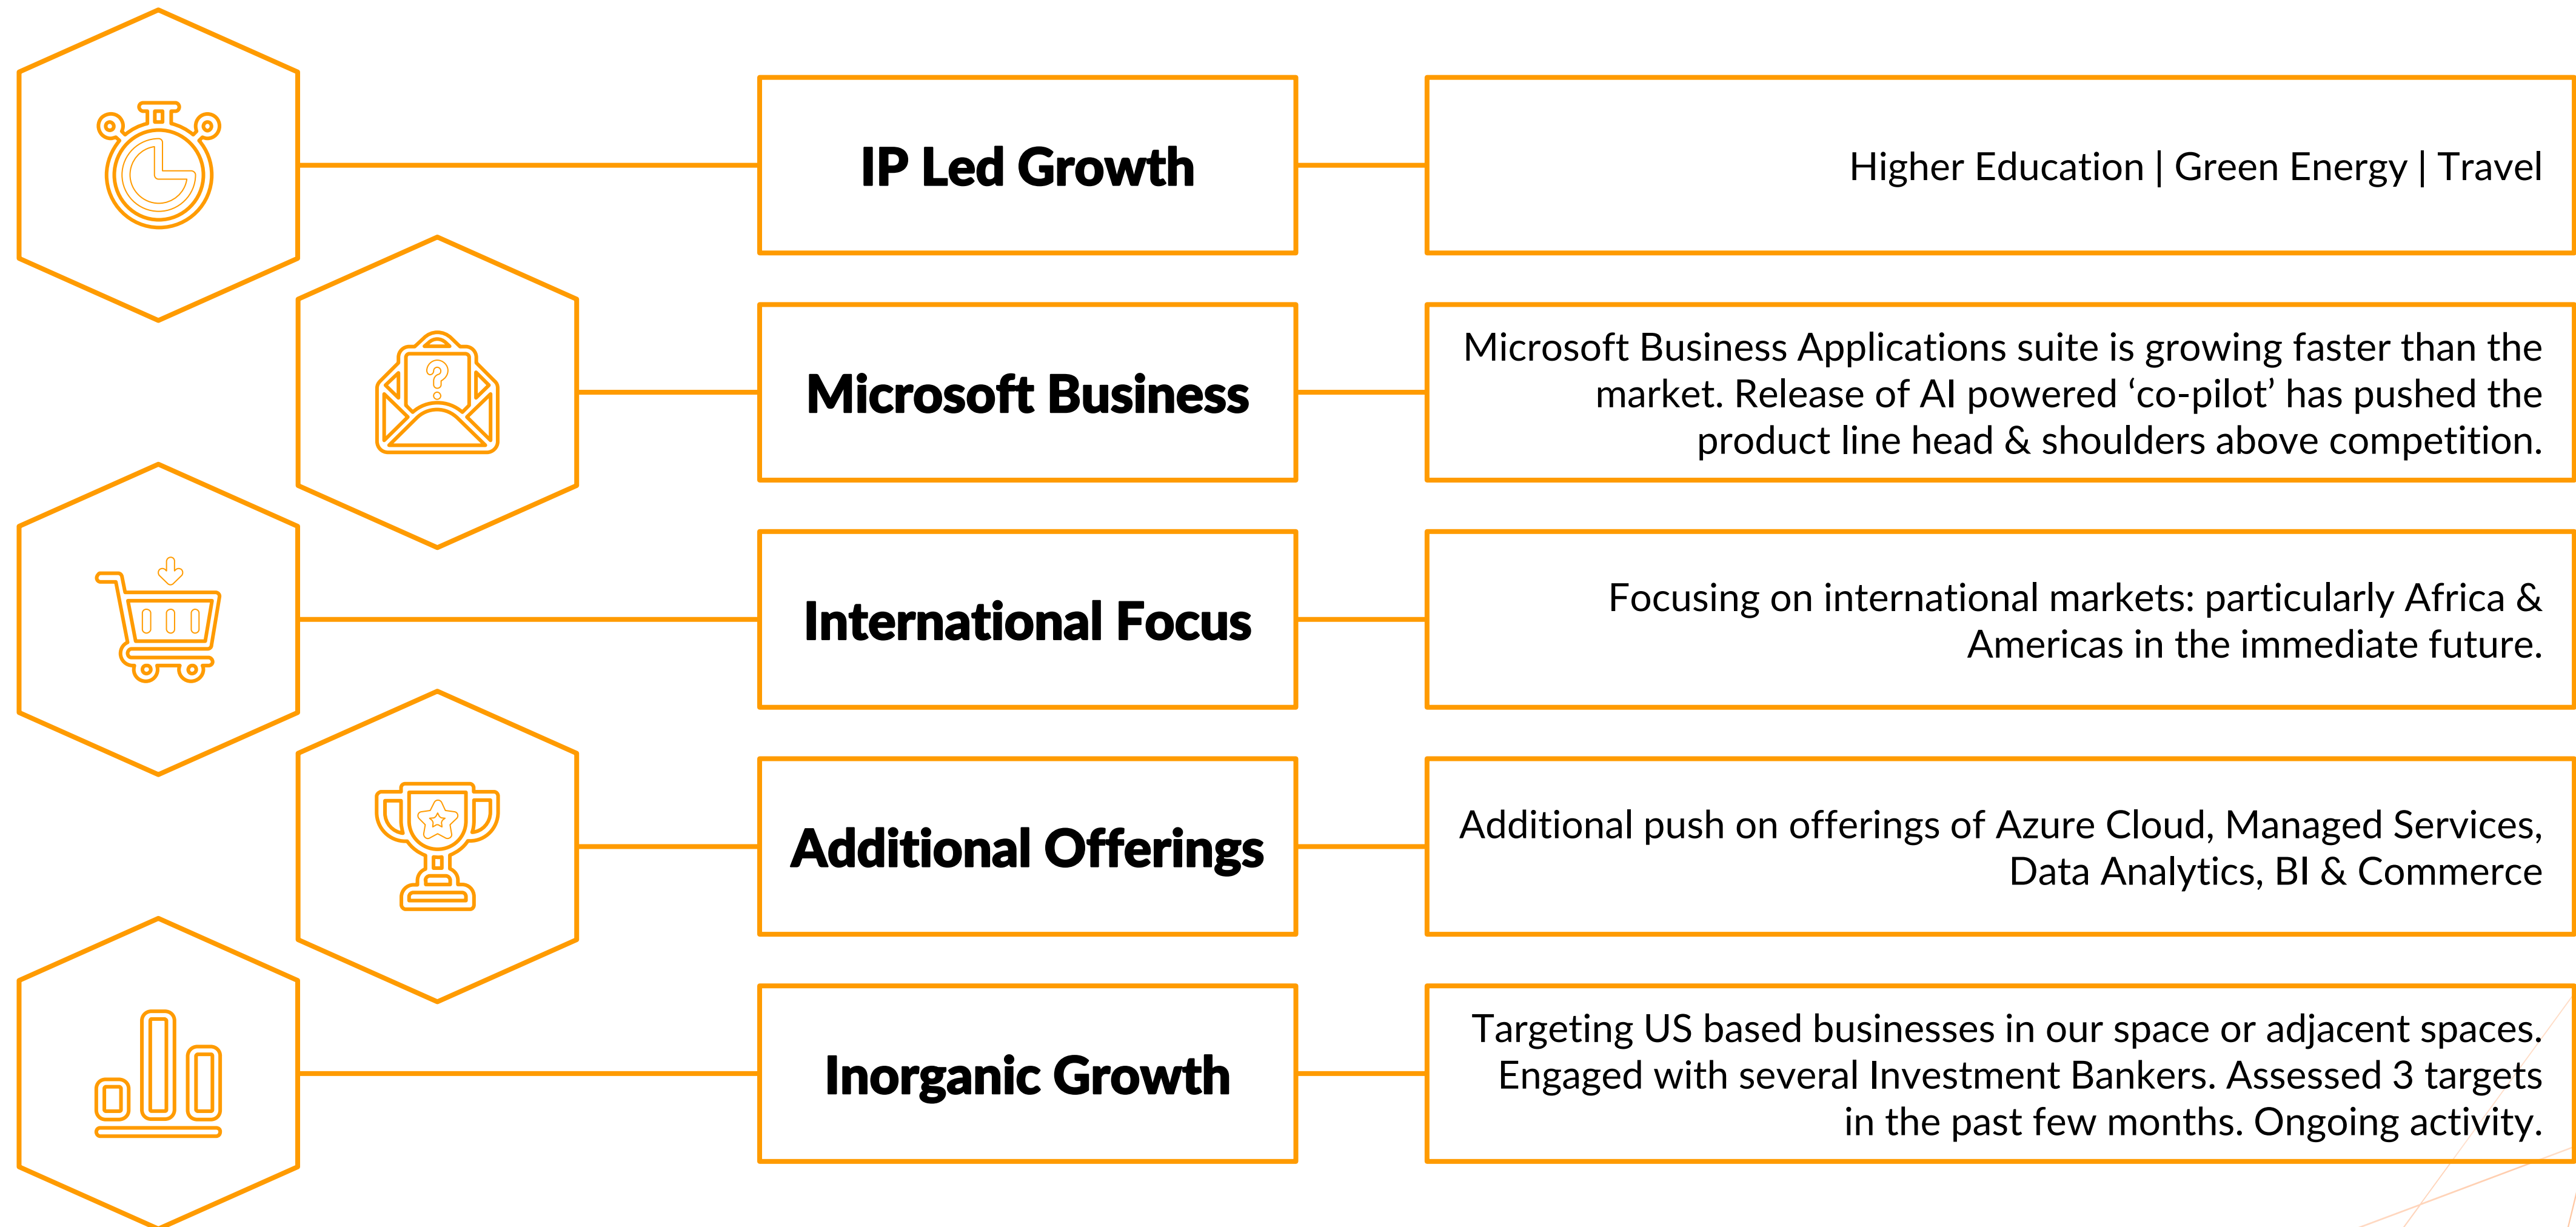 IP Led Growth
Higher Education | Green Energy | Travel
Microsoft Business
Microsoft Business Applications suite is growing faster than the
market. Release of AI powered ‘co-pilot’ has pushed the
product line head & shoulders above competition.
International Focus
Focusing on international markets: particularly Africa &
Americas in the immediate future.
Additional Offerings
Additional push on offerings of Azure Cloud, Managed Services,
Data Analytics, BI & Commerce
Inorganic Growth
Targeting US based businesses in our space or adjacent spaces.
Engaged with several Investment Bankers. Assessed 3 targets
in the past few months. Ongoing activity.
?